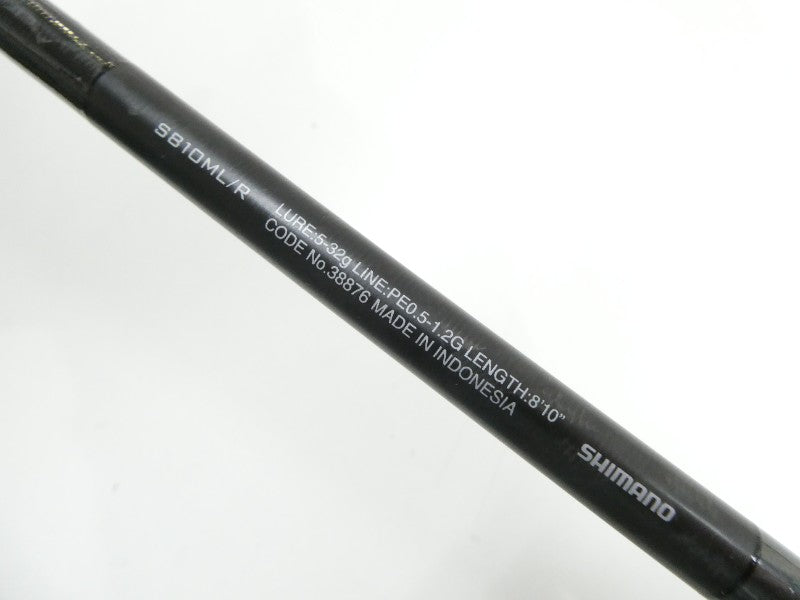 S810ML/R
LURE:5-32g LINE:PE0.5-1.2G LENGTH:8'10"
CODE No.38876 MADE IN INDONESIA
SHIMANO